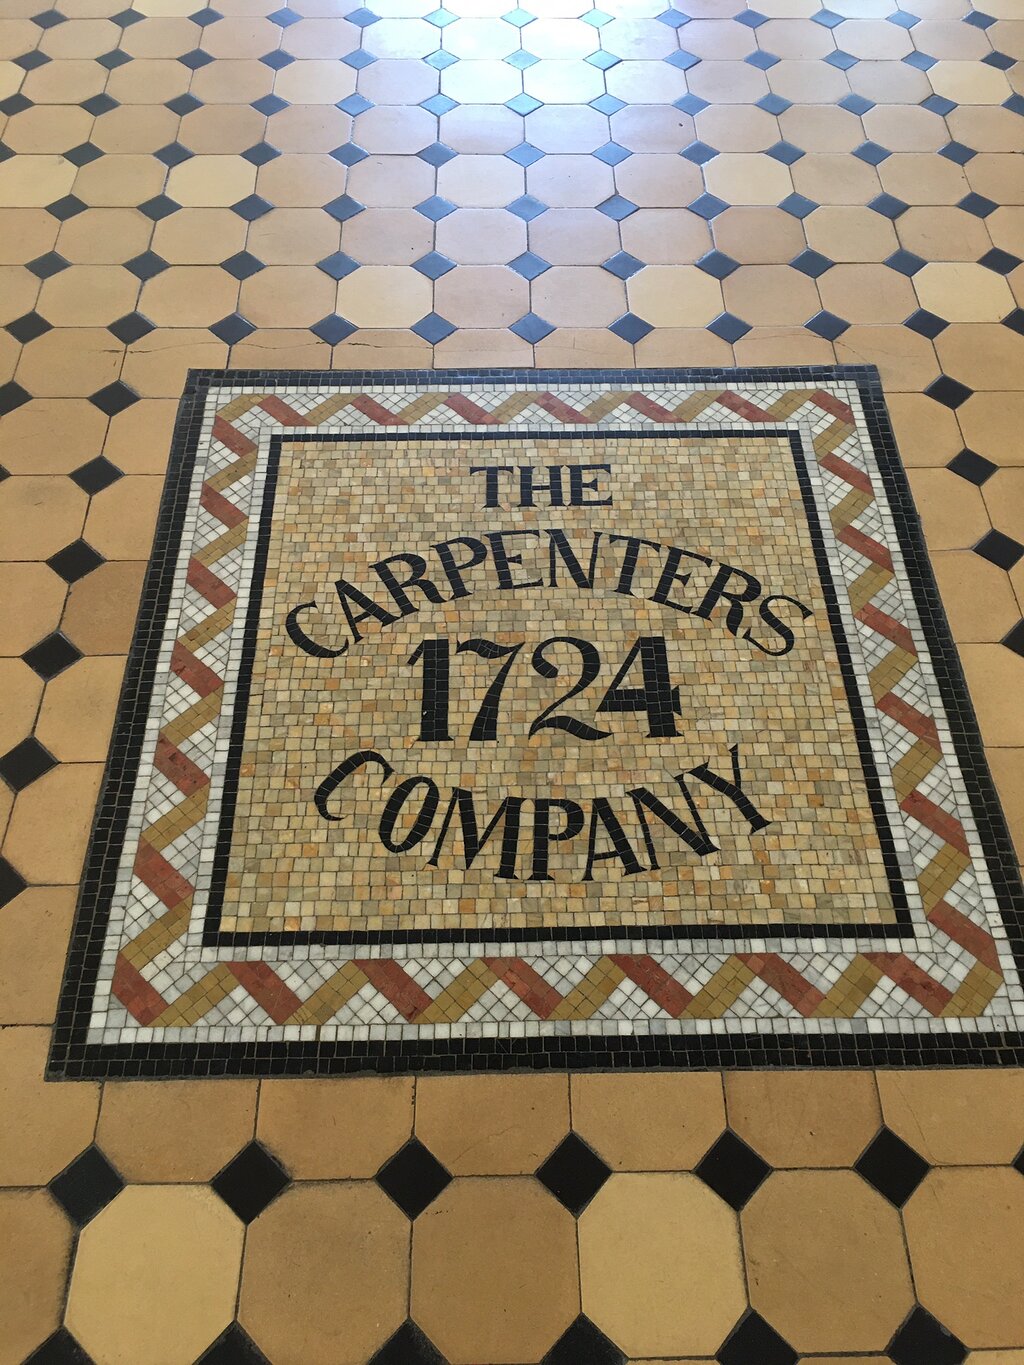 THE
CARPENTERS
1724
COMPANY